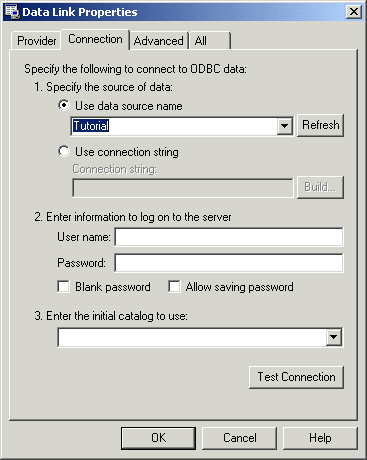 Data Link Properties
Provider Connection Advanced All
Specify the following to connect to ODBC data:
1. Specify the source of data:
Use data source name
Tutorial Refresh
Use connection string
Connection string:
Build...
2. Enter information to log on to the server
User name:
Password:
Blank password Allow saving password
3. Enter the initial catalog to use:
Test Connection
OK Cancel Help